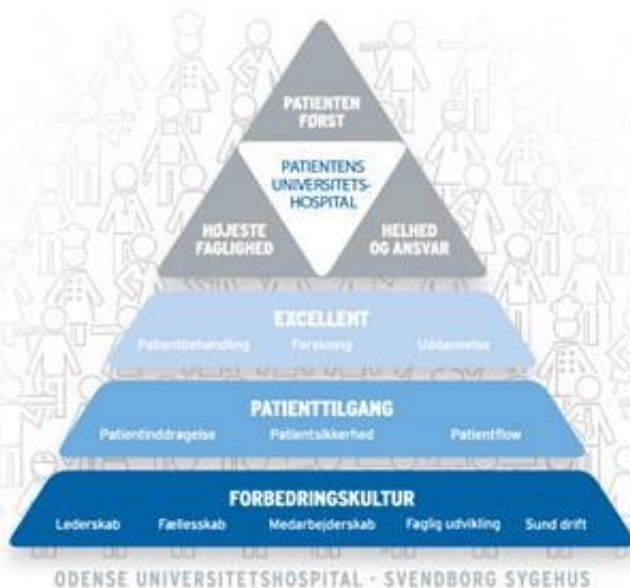 PATIENTEN
FØRST
PATIENTENS
UNIVERSITETS-
HOSPITAL
HØJESTE
FAGLIGHED
HELHED
OG ANSVAR
EXCELLENT
Patientbehandling Forskning Uddannelse
PATIENTTILGANG
Patientinddragelse Patientsikkerhed Patientflow
FORBEDRINGSKULTUR
Lederskab Fællesskab Medarbejderskab Faglig udvikling Sund drift
ODENSE UNIVERSITETSHOSPITAL · SVENDBORG SYGEHUS